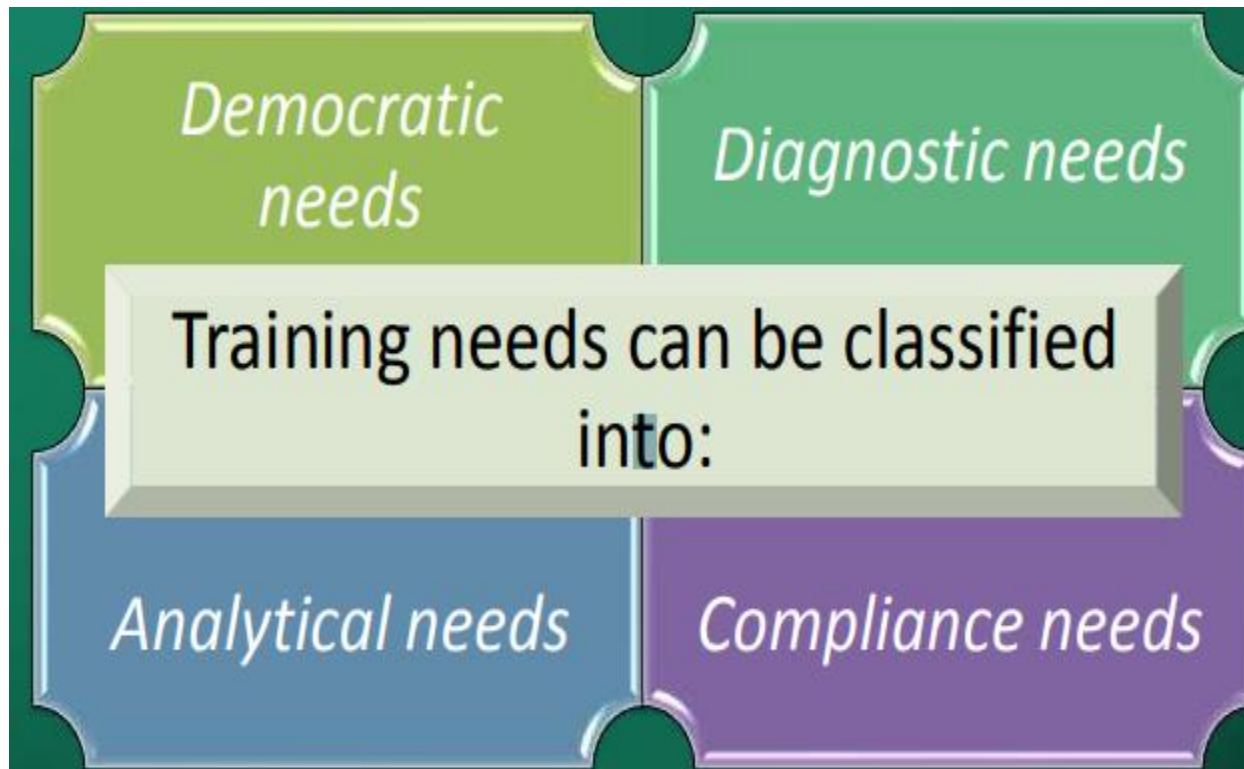 Democratic
needs
Diagnostic needs
Training needs can be classified
into:
Analytical needs
Compliance needs